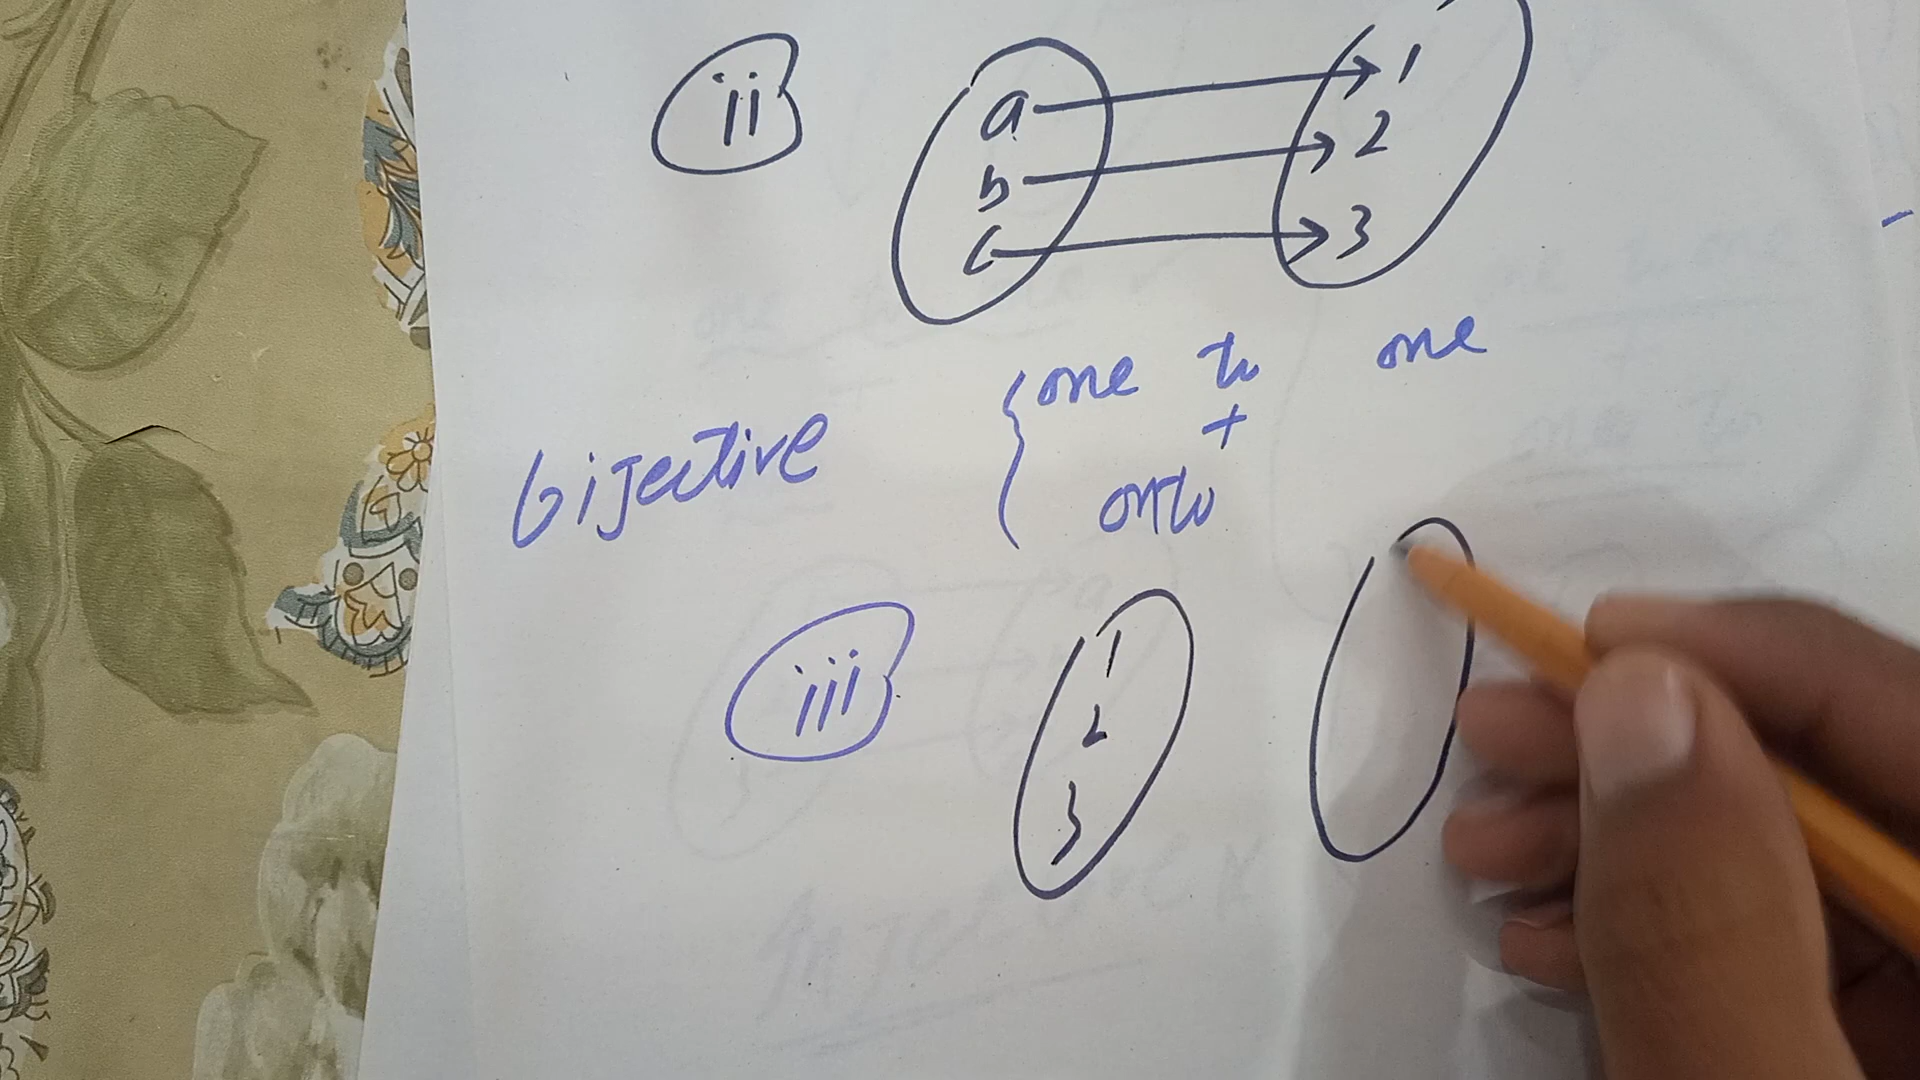 ii
a 1
b 2
c 3
one to one
+
bijective
onto
iii
1
2
3